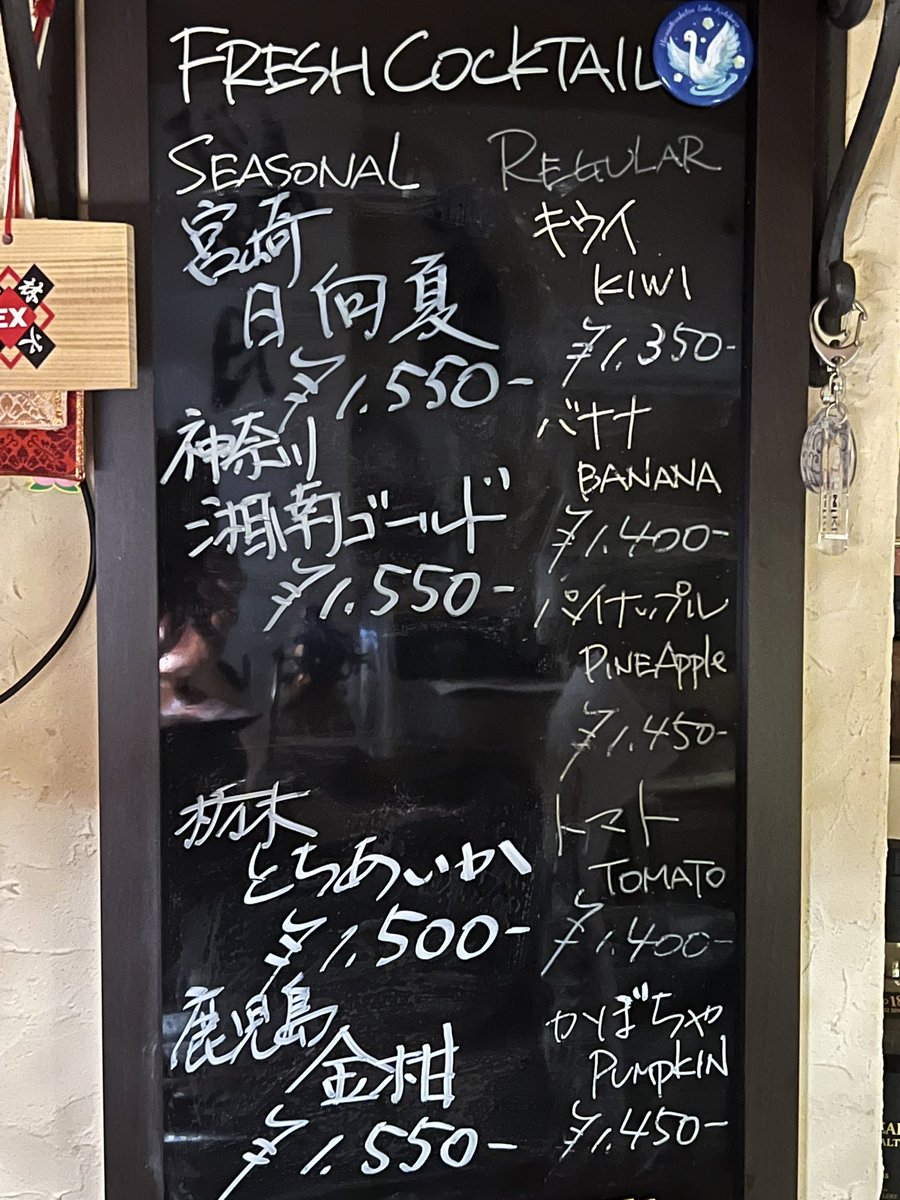 FRESH COCKTAIL
SEASONAL
宮崎
日向夏
¥1,550-
神奈川
湘南ゴールド
¥1,550-
栃木
とちあいか
¥1,500-
鹿児島
金柑
¥1,550-
REGULAR
キウイ
KIWI
¥1,350-
バナナ
BANANA
¥1,400-
パイナップル
PINEApple
¥1,450-
トマト
TOMATO
¥1,400-
かぼちゃ
PUMPKIN
¥1,450-
EX